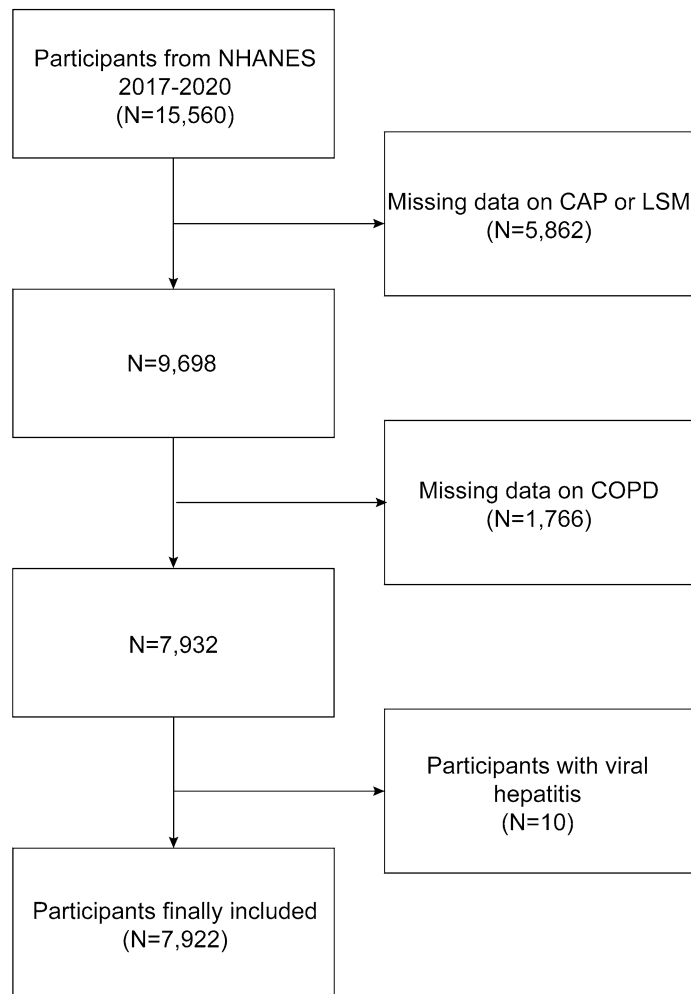 Participants from NHANES
2017-2020
(N=15,560)
Missing data on CAP or LSM
(N=5,862)
N=9,698
Missing data on COPD
(N=1,766)
N=7,932
Participants with viral
hepatitis
(N=10)
Participants finally included
(N=7,922)